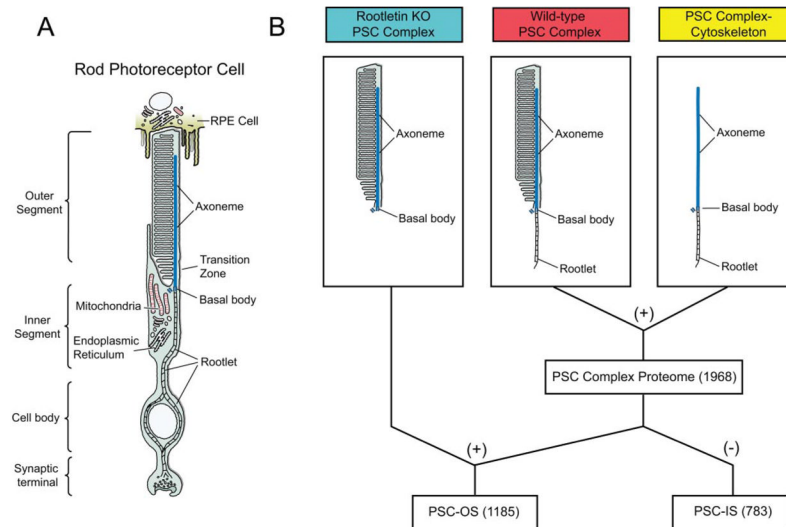 A
Rod Photoreceptor Cell
RPE Cell
Outer
Segment
Axoneme
Transition
Zone
Basal body
Mitochondria
Inner
Segment
Endoplasmic
Reticulum
Rootlet
Cell body
Synaptic
terminal
B
Rootletin KO
PSC Complex
Wild-type
PSC Complex
PSC Complex-
Cytoskeleton
Axoneme
Basal body
Axoneme
Basal body
Rootlet
Axoneme
Basal body
Rootlet
(+)
PSC Complex Proteome (1968)
(+)
(-)
PSC-OS (1185)
PSC-IS (783)